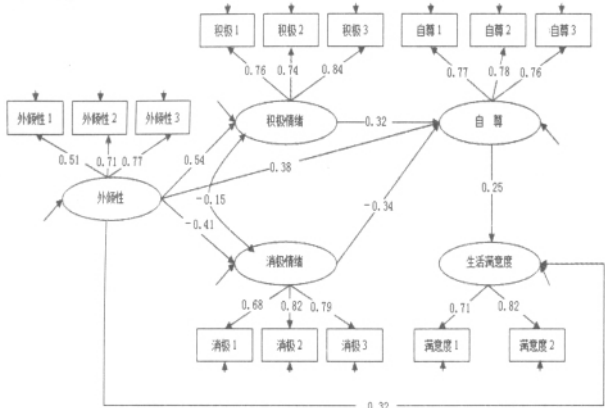 积极1 积极2 积极3 自尊1 自尊2 自尊3
0.76 0.74 0.84 0.77 0.78 0.76
外倾性1 外倾性2 外倾性3
积极情绪 0.32 自尊
0.51 0.71 0.77 0.54 0.38
外倾性 -0.15 0.25
-0.41 -0.34
消极情绪 生活满意度
0.68 0.82 0.79 0.71 0.82
消极1 消极2 消极3 满意度1 满意度2
0.32